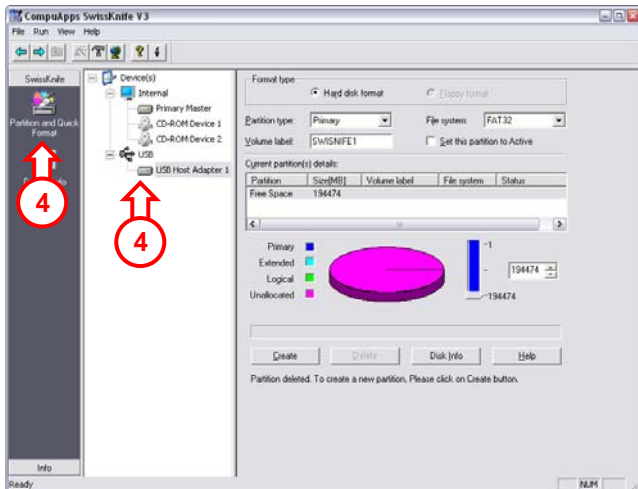 CompuApps SwissKnife V3
File Run View Help
SwissKnife
Partition and Quick
Format
4
Info
Device(s)
Internal
Primary Master
CD-ROM Device 1
CD-ROM Device 2
USB
USB Host Adapter 1
4
Format type
Hard disk format
Floppy format
Partition type: Primary
File system: FAT32
Volume label: SWISNIFE1
Set this partition to Active
Current partition(s) details:
Partition Size[MB] Volume label File system Status
Free Space 194474
Primary
Extended
Logical
Unallocated
-1
-
-194474
194474
Create Delete Disk Info Help
Partition deleted. To create a new partition, Please click on Create button.
Ready
NUM